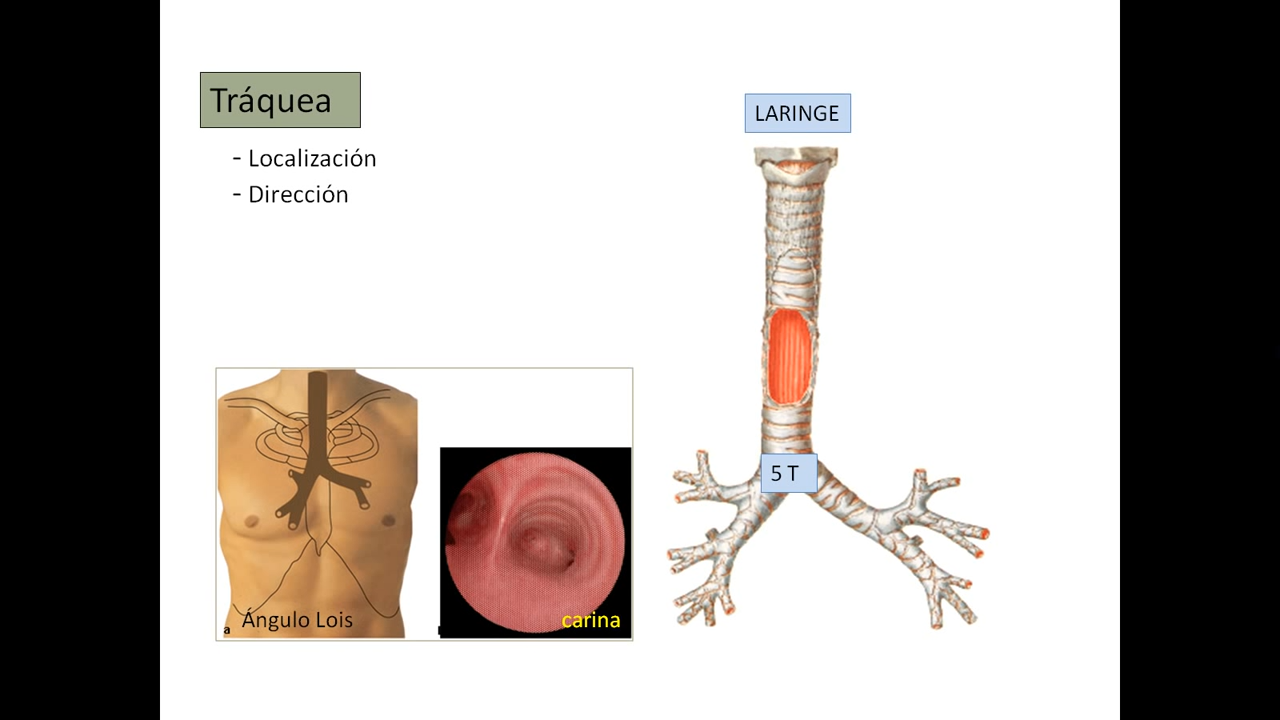 Tráquea
- Localización
- Dirección
LARINGE
5 T
Ángulo Lois
carina
a